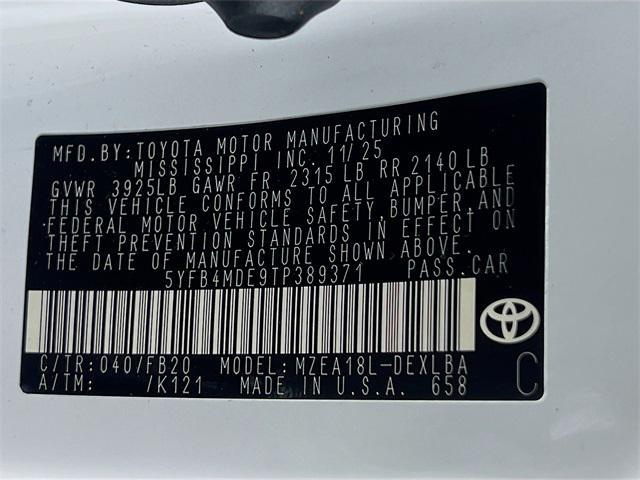 MFD. BY: TOYOTA MOTOR MANUFACTURING
MISSISSIPPI INC. 11/25
GVWR 3925LB GAWR FR 2315 LB RR 2140 LB
THIS VEHICLE CONFORMS TO ALL APPLICABLE
FEDERAL MOTOR VEHICLE SAFETY, BUMPER, AND
THEFT PREVENTION STANDARDS IN EFFECT ON
THE DATE OF MANUFACTURE SHOWN ABOVE.
5YFB4MDE9TP389371 PASS.CAR
C/TR: 040/FB20 MODEL: MZEA18L-DEXLBA
A/TM: /K121 MADE IN U.S.A. 658 C